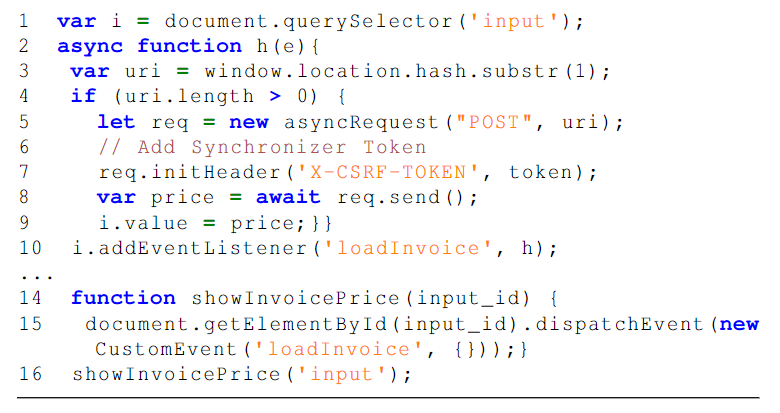 1 var i = document.querySelector('input');
2 async function h(e){
3 var uri = window.location.hash.substr(1);
4 if (uri.length > 0) {
5 let req = new asyncRequest("POST", uri);
6 // Add Synchronizer Token
7 req.initHeader('X-CSRF-TOKEN', token);
8 var price = await req.send();
9 i.value = price;}}
10 i.addEventListener('loadInvoice', h);
...
14 function showInvoicePrice(input_id) {
15 document.getElementById(input_id).dispatchEvent(new
CustomEvent('loadInvoice', {}));}
16 showInvoicePrice('input');